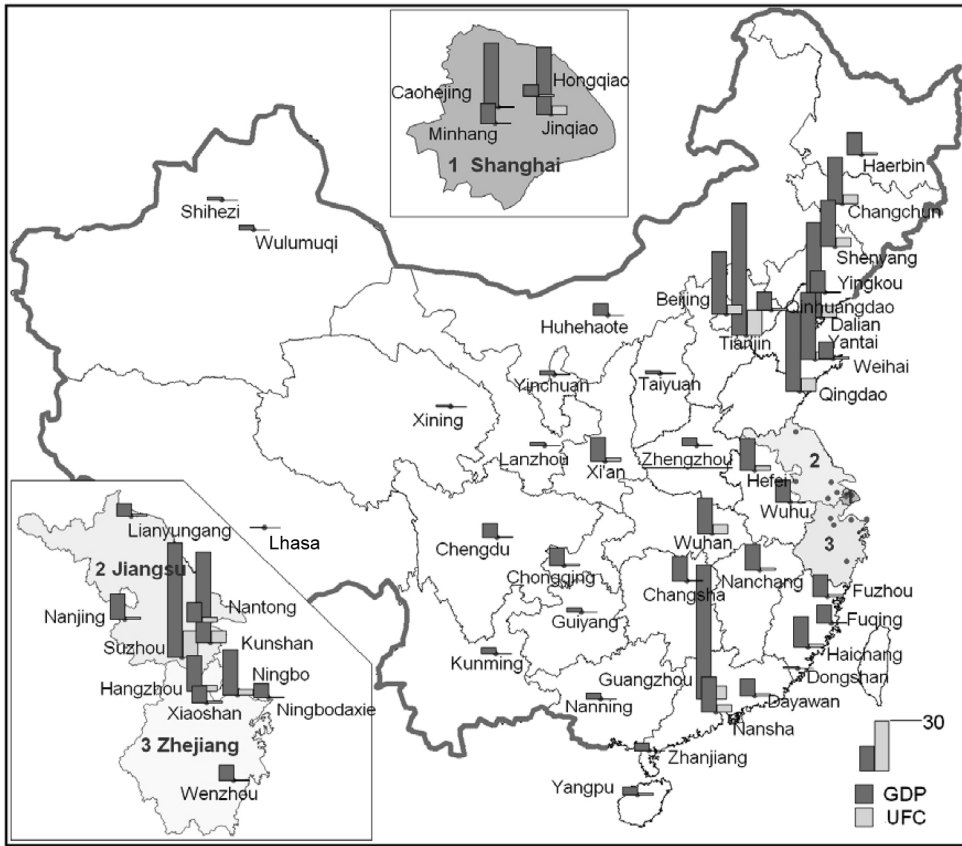 Caohejing
Hongqiao
Minhang
Jinqiao
1 Shanghai
Haerbin
Changchun
Shenyang
Shihezi
Wulumuqi
Yingkou
Beijing
Qinhuangdao
Huhehaote
Dalian
Tianjin
Yantai
Weihai
Yinchuan
Taiyuan
Qingdao
Xining
Lanzhou
Xi'an
Zhengzhou
Hefei
2
1
Wuhu
3
Lianyungang
Lhasa
Chengdu
Wuhan
2 Jiangsu
Chongqing
Changsha
Nanchang
Nanjing
Nantong
Fuzhou
Guiyang
Fuqing
Suzhou
Kunshan
Haichang
Kunming
Dongshan
Hangzhou
Ningbo
Guangzhou
Xiaoshan
Ningbodaxie
Nanning
Dayawan
Nansha
30
3 Zhejiang
Zhanjiang
Wenzhou
Yangpu
GDP
UFC